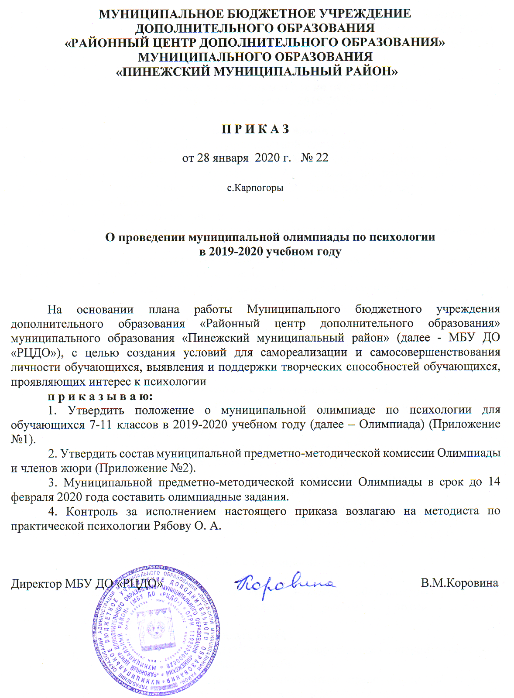 МУНИЦИПАЛЬНОЕ БЮДЖЕТНОЕ УЧРЕЖДЕНИЕ
ДОПОЛНИТЕЛЬНОГО ОБРАЗОВАНИЯ
«РАЙОННЫЙ ЦЕНТР ДОПОЛНИТЕЛЬНОГО ОБРАЗОВАНИЯ»
МУНИЦИПАЛЬНОГО ОБРАЗОВАНИЯ
«ПИНЕЖСКИЙ МУНИЦИПАЛЬНЫЙ РАЙОН»
П Р И К А З
от 28 января 2020 г. № 22
с.Карпогоры
О проведении муниципальной олимпиады по психологии
в 2019-2020 учебном году
На основании плана работы Муниципального бюджетного учреждения
дополнительного образования «Районный центр дополнительного образования»
муниципального образования «Пинежский муниципальный район» (далее - МБУ ДО
«РЦДО»), с целью создания условий для самореализации и самосовершенствования
личности обучающихся, выявления и поддержки творческих способностей обучающихся,
проявляющих интерес к психологии
п р и к а з ы в а ю:
1. Утвердить положение о муниципальной олимпиаде по психологии для
обучающихся 7-11 классов в 2019-2020 учебном году (далее – Олимпиада) (Приложение
№1).
2. Утвердить состав муниципальной предметно-методической комиссии Олимпиады
и членов жюри (Приложение №2).
3. Муниципальной предметно-методической комиссии Олимпиады в срок до 14
февраля 2020 года составить олимпиадные задания.
4. Контроль за исполнением настоящего приказа возлагаю на методиста по
практической психологии Рябову О. А.
Директор МБУ ДО «РЦДО» Коровина В.М.Коровина